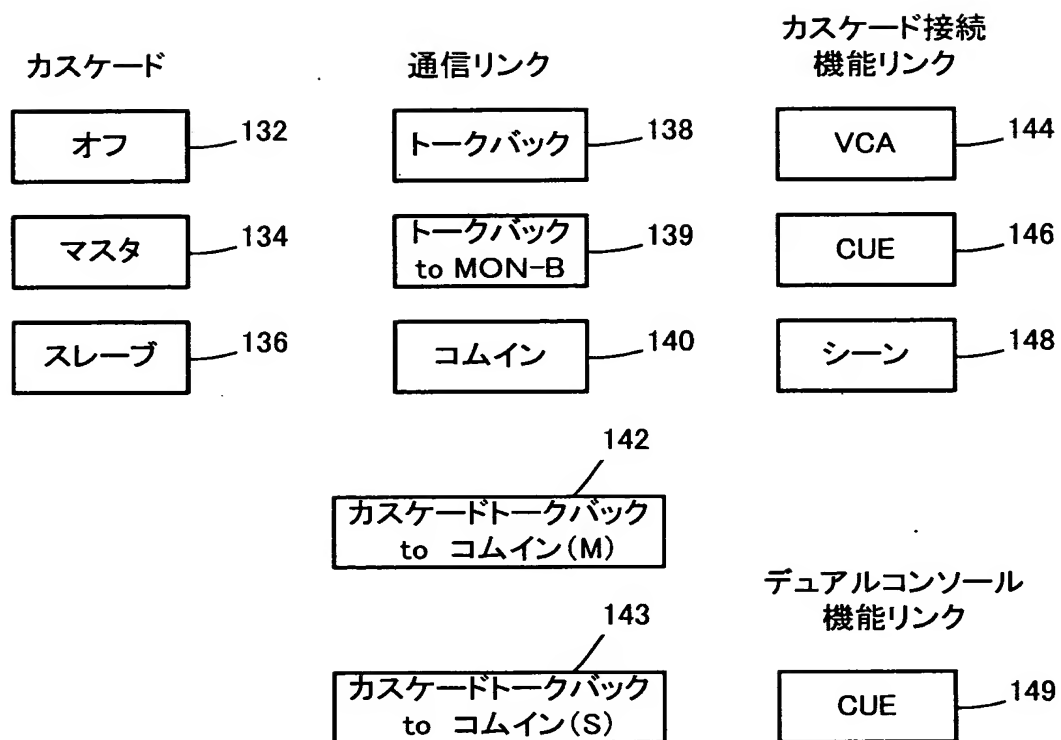 カスケード
オフ
132
マスタ
134
スレーブ
136
通信リンク
トークバック
138
トークバック
to MON-B
139
コムイン
140
142
カスケードトークバック
to コムイン(M)
143
カスケードトークバック
to コムイン(S)
カスケード接続
機能リンク
VCA
144
CUE
146
シーン
148
デュアルコンソール
機能リンク
CUE
149